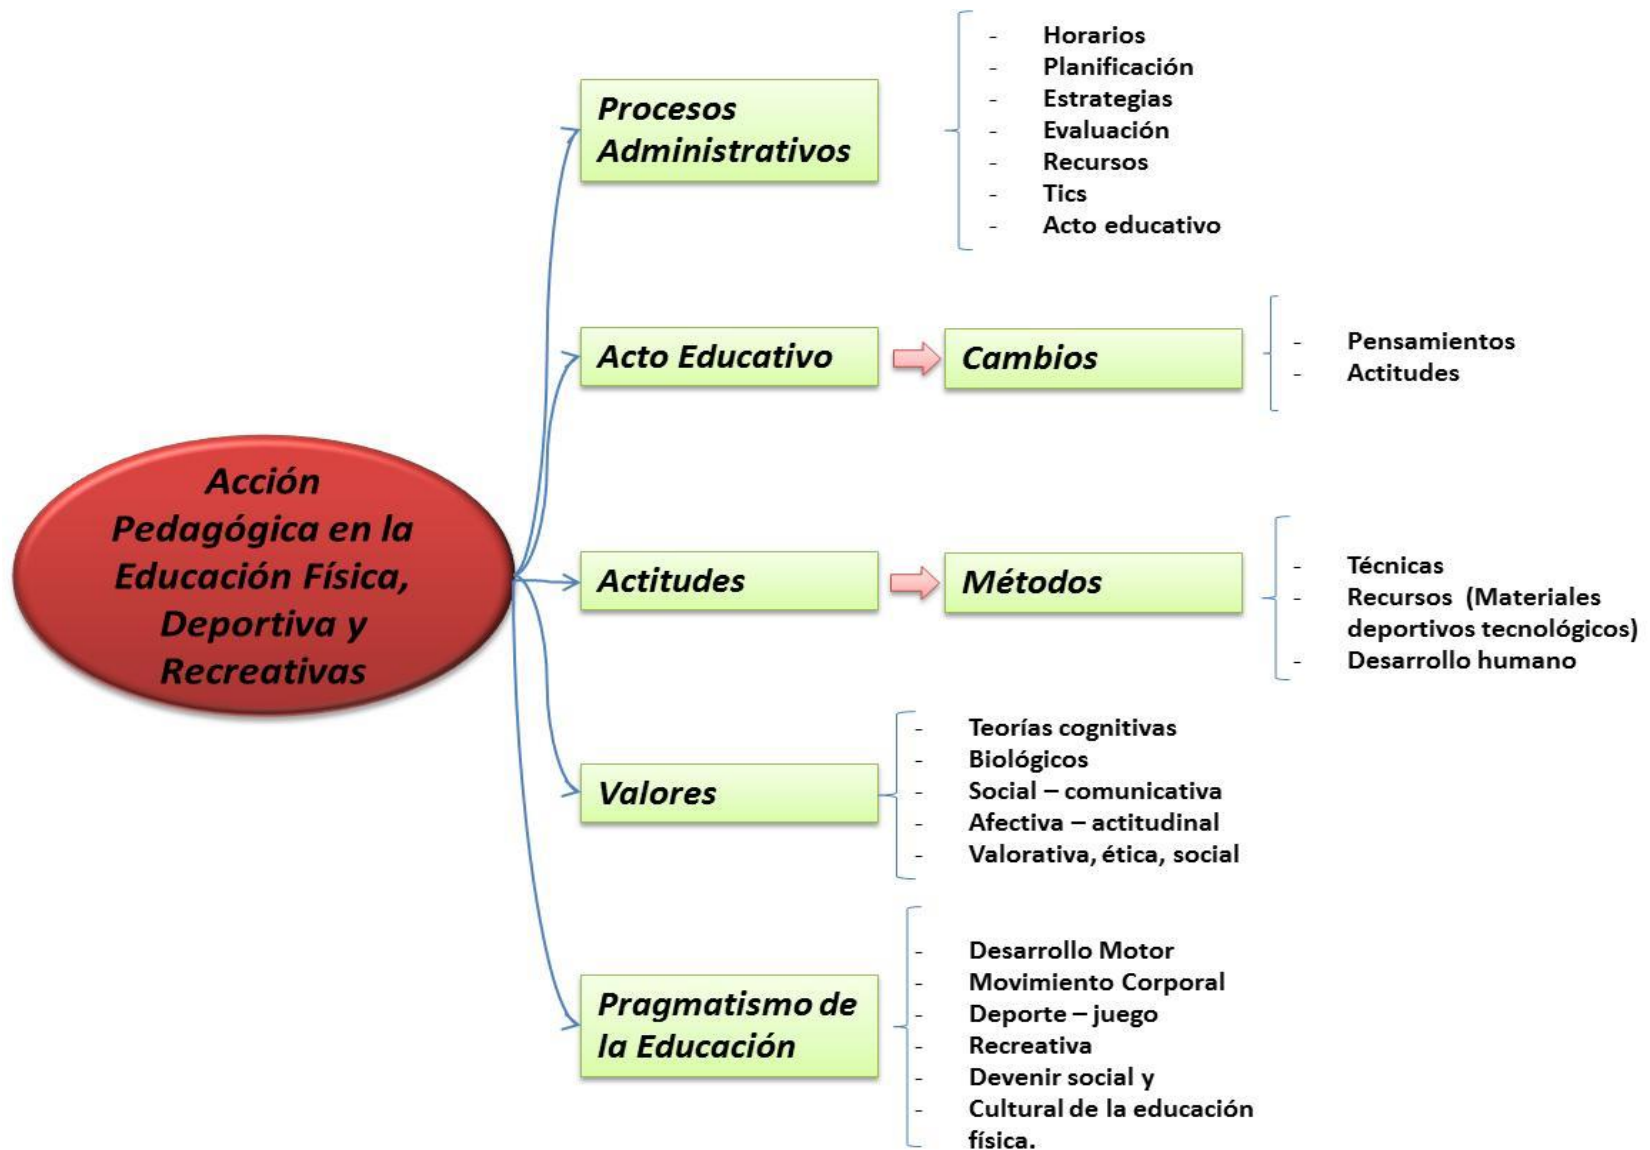 Acción
Pedagógica en la
Educación Física,
Deportiva y
Recreativas
Procesos
Administrativos
- Horarios
- Planificación
- Estrategias
- Evaluación
- Recursos
- Tics
- Acto educativo
Acto Educativo
Cambios
- Pensamientos
- Actitudes
Actitudes
Métodos
- Técnicas
- Recursos (Materiales
deportivos tecnológicos)
- Desarrollo humano
Valores
- Teorías cognitivas
- Biológicos
- Social – comunicativa
- Afectiva – actitudinal
- Valorativa, ética, social
Pragmatismo de
la Educación
- Desarrollo Motor
- Movimiento Corporal
- Deporte – juego
- Recreativa
- Devenir social y
- Cultural de la educación
física.